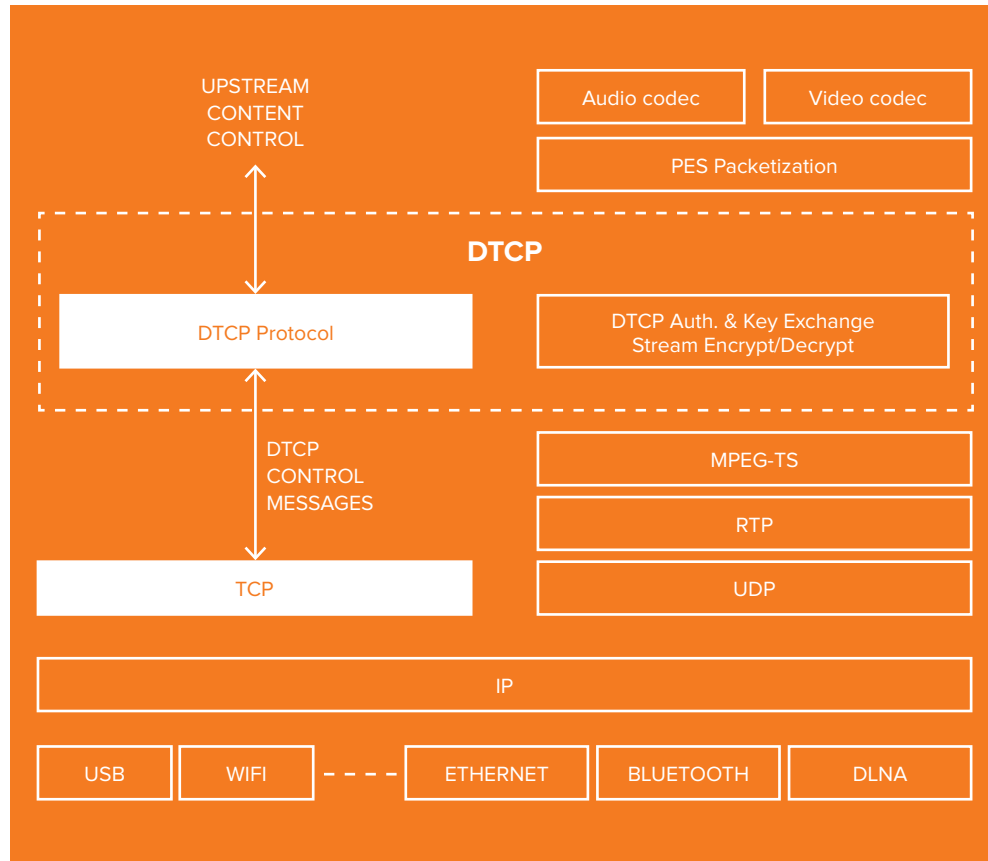 UPSTREAM
CONTENT
CONTROL
Audio codec
Video codec
PES Packetization
DTCP
DTCP Protocol
DTCP Auth. & Key Exchange
Stream Encrypt/Decrypt
DTCP
CONTROL
MESSAGES
MPEG-TS
RTP
TCP
UDP
IP
USB
WIFI
ETHERNET
BLUETOOTH
DLNA